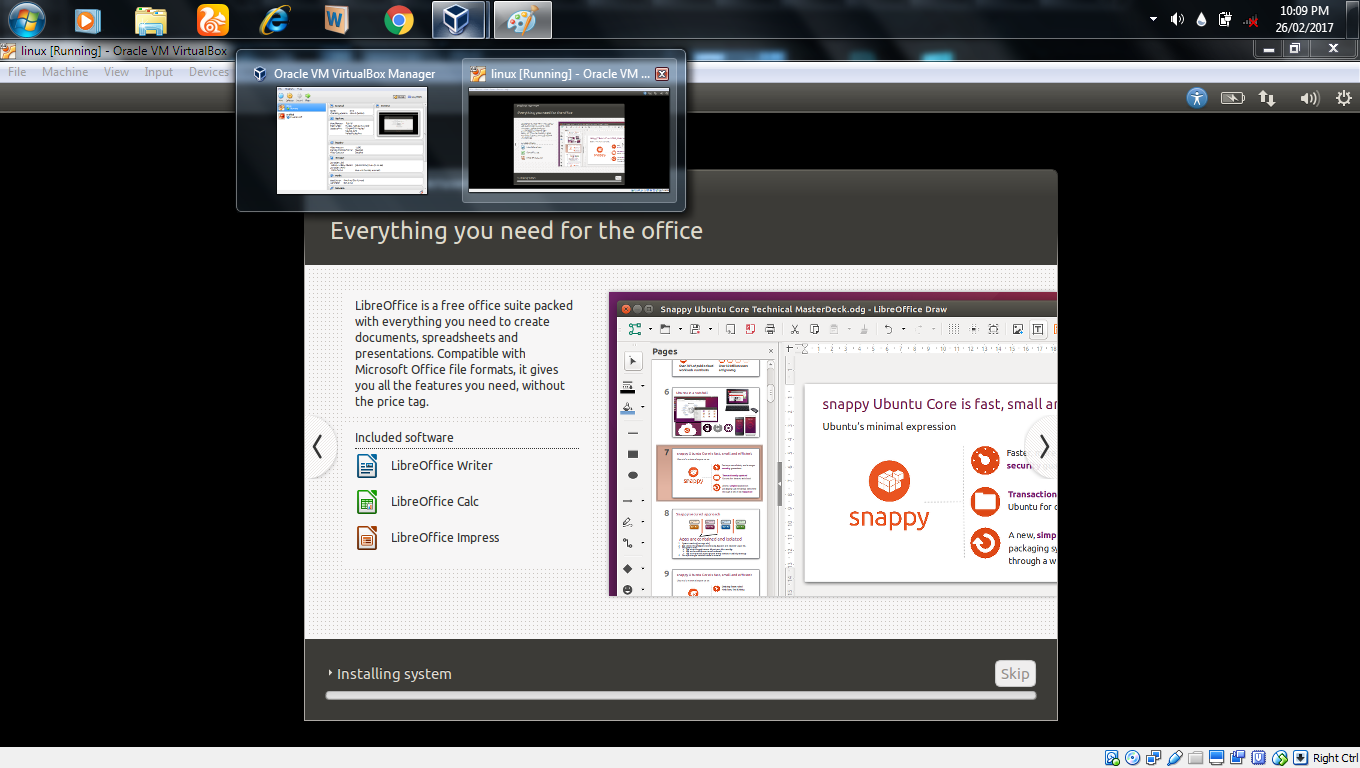 10:09 PM
26/02/2017
linux [Running] - Oracle VM VirtualBox
File Machine View Input Devices
Oracle VM VirtualBox Manager
linux [Running] - Oracle VM ...
Everything you need for the office
LibreOffice is a free office suite packed
with everything you need to create
documents, spreadsheets and
presentations. Compatible with
Microsoft Office file formats, it gives
you all the features you need, without
the price tag.
Included software
LibreOffice Writer
LibreOffice Calc
LibreOffice Impress
Snappy Ubuntu Core Technical MasterDeck.odg - LibreOffice Draw
Pages
6
7
8
9
snappy Ubuntu Core is fast, small an
Ubuntu's minimal expression
snappy
Faste
secur
Transaction
Ubuntu for c
A new, simp
packaging sy
through a w
Installing system
Skip
Right Ctrl